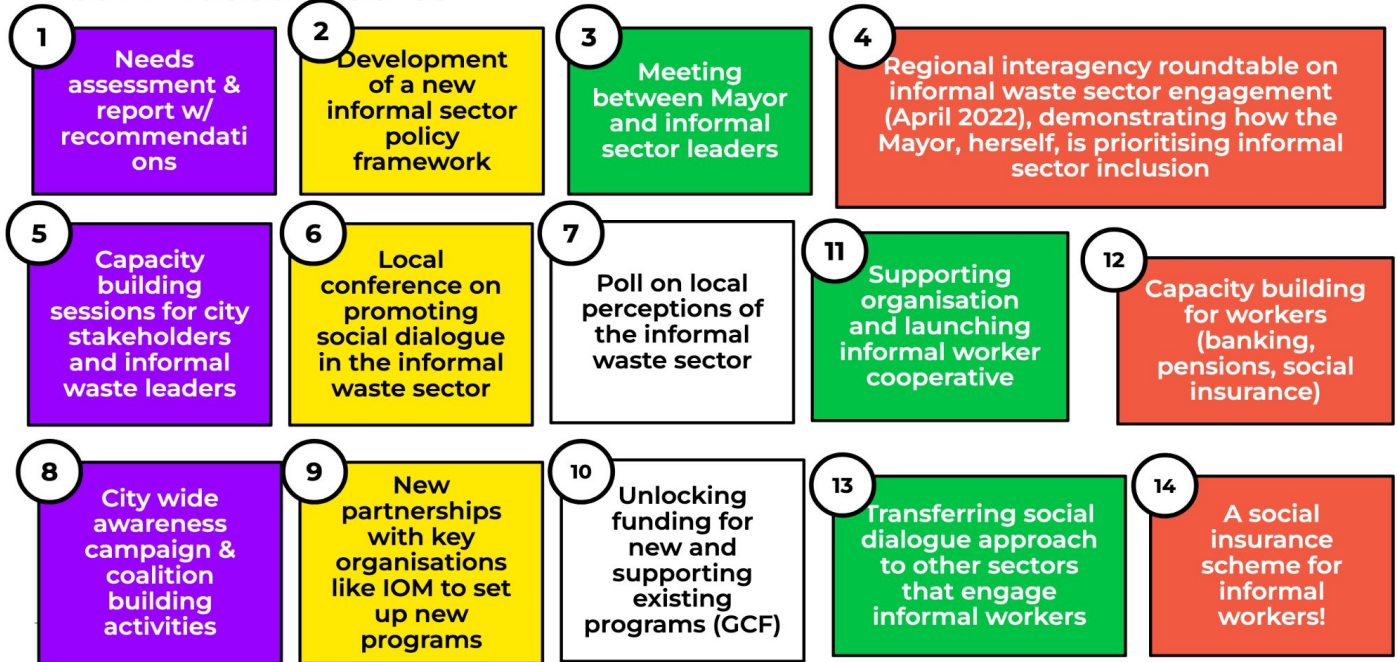 1
Needs
assessment &
report w/
recommendati
ons
2
Development
of a new
informal sector
policy
framework
3
Meeting
between Mayor
and informal
sector leaders
4
Regional interagency roundtable on
informal waste sector engagement
(April 2022), demonstrating how the
Mayor, herself, is prioritising informal
sector inclusion
5
Capacity
building
sessions for city
stakeholders
and informal
waste leaders
6
Local
conference on
promoting
social dialogue
in the informal
waste sector
7
Poll on local
perceptions of
the informal
waste sector
11
Supporting
organisation
and launching
informal worker
cooperative
12
Capacity building
for workers
(banking,
pensions, social
insurance)
8
City wide
awareness
campaign &
coalition
building
activities
9
New
partnerships
with key
organisations
like IOM to set
up new
programs
10
Unlocking
funding for
new and
supporting
existing
programs (GCF)
13
Transferring social
dialogue approach
to other sectors
that engage
informal workers
14
A social
insurance
scheme for
informal
workers!